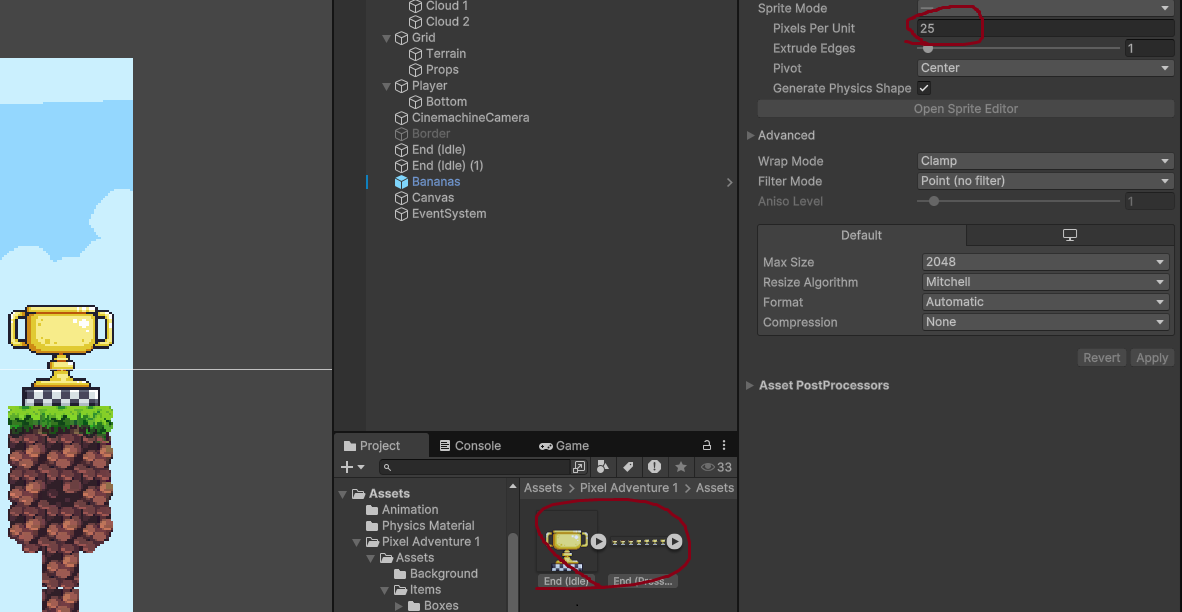 Cloud 1
Cloud 2
Grid
Terrain
Props
Player
Bottom
CinemachineCamera
Border
End (Idle)
End (Idle) (1)
Bananas
Canvas
EventSystem
Sprite Mode
Pixels Per Unit 25
Extrude Edges 1
Pivot Center
Generate Physics Shape
Open Sprite Editor
Advanced
Wrap Mode Clamp
Filter Mode Point (no filter)
Aniso Level 1
Default
Max Size 2048
Resize Algorithm Mitchell
Format Automatic
Compression None
Revert Apply
Asset PostProcessors
Project Console Game
33
Assets
Animation
Physics Material
Pixel Adventure 1
Assets
Background
Items
Boxes
Assets > Pixel Adventure 1 > Assets
End (Idle) End (Press...